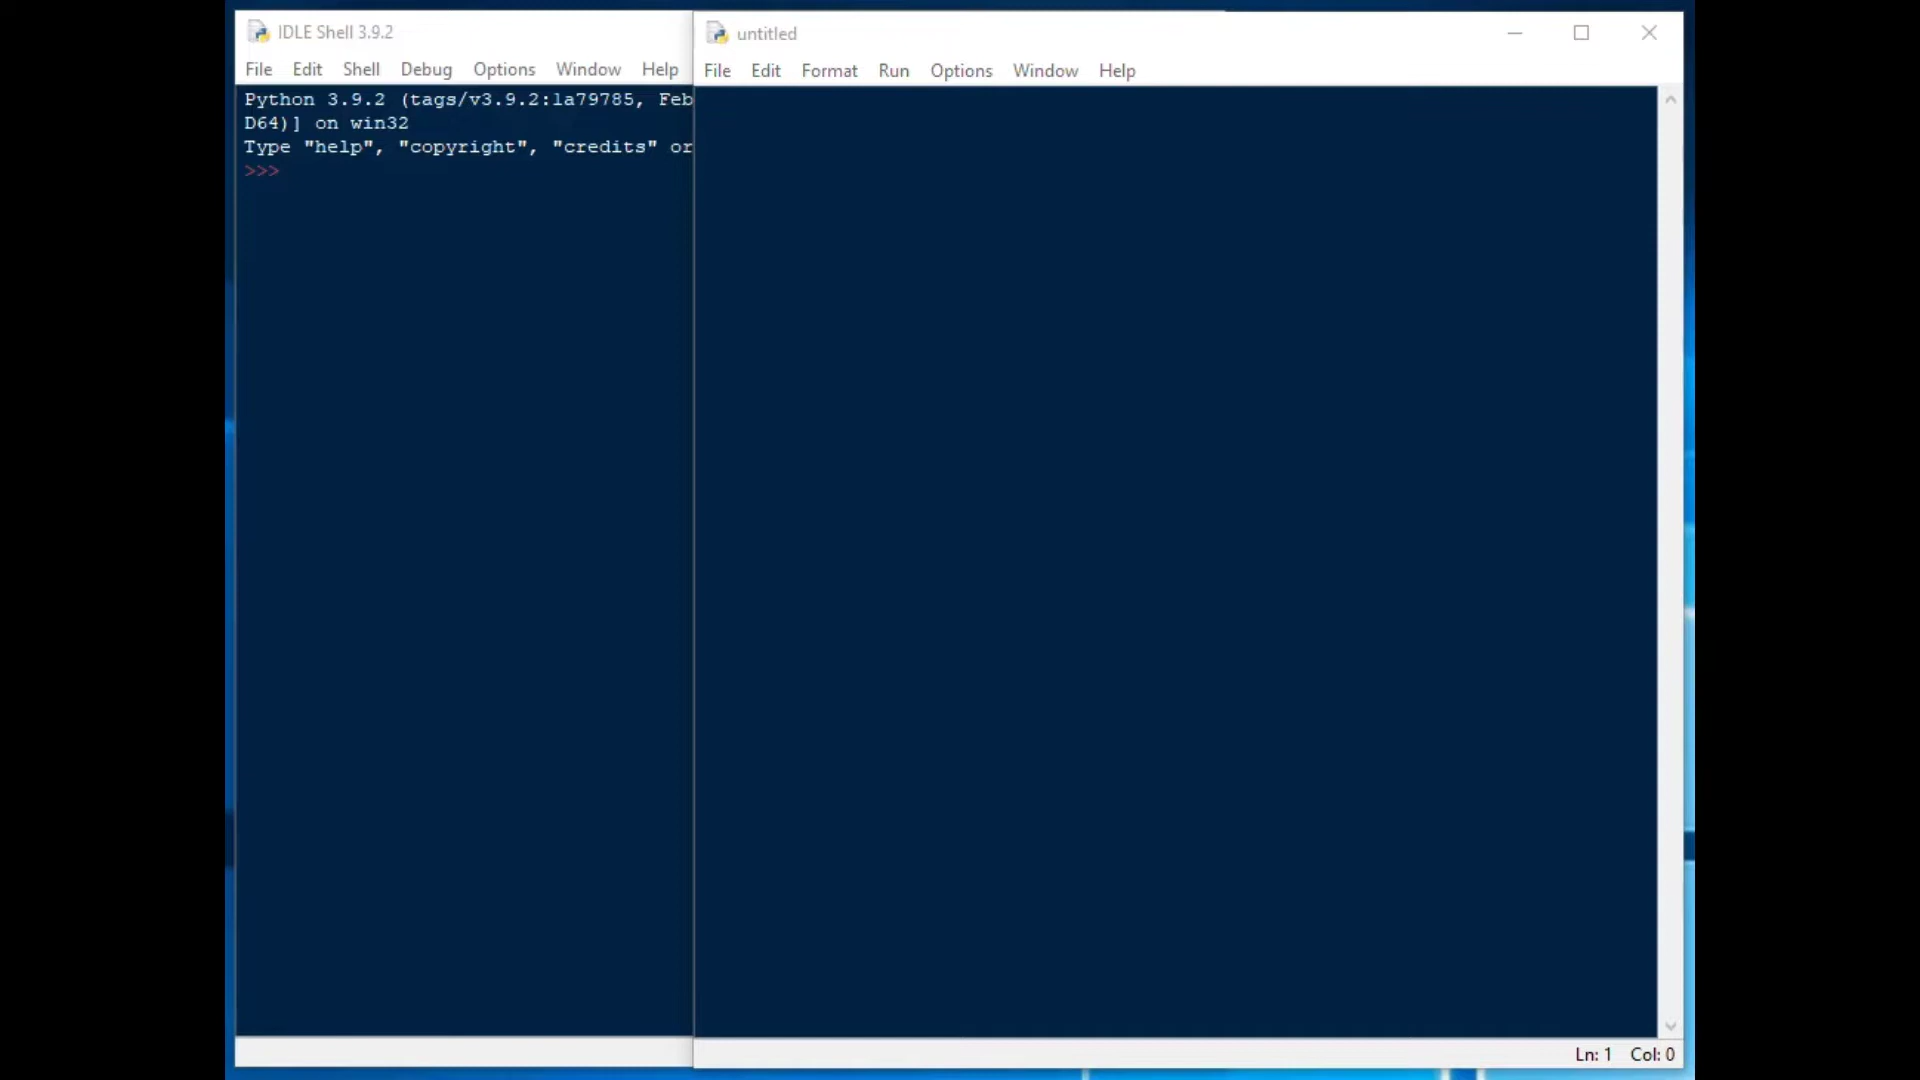 IDLE Shell 3.9.2
File Edit Shell Debug Options Window Help
Python 3.9.2 (tags/v3.9.2:1a79785, Feb
D64)] on win32
Type "help", "copyright", "credits" or
>>>
untitled
File Edit Format Run Options Window Help
Ln: 1 Col: 0